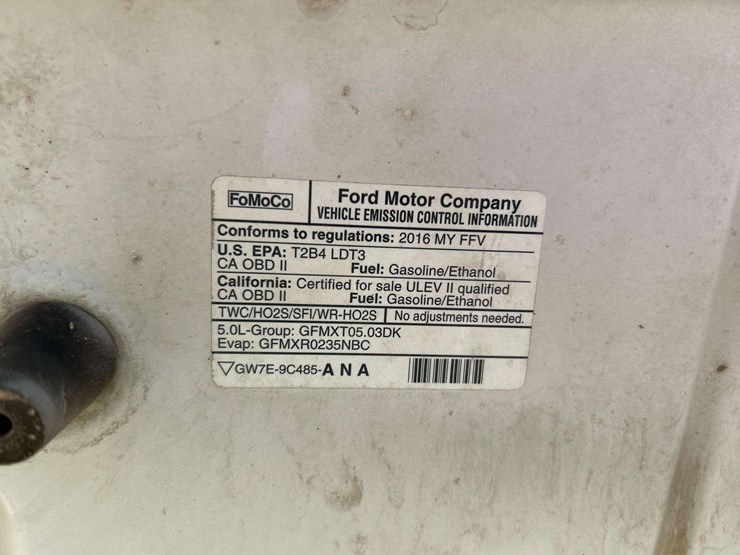 FoMoCo
Ford Motor Company
VEHICLE EMISSION CONTROL INFORMATION
Conforms to regulations: 2016 MY FFV
U.S. EPA: T2B4 LDT3
CA OBD II Fuel: Gasoline/Ethanol
California: Certified for sale ULEV II qualified
CA OBD II Fuel: Gasoline/Ethanol
TWC/HO2S/SFI/WR-HO2S No adjustments needed.
5.0L-Group: GFMXT05.03DK
Evap: GFMXR0235NBC
GW7E-9C485-A N A